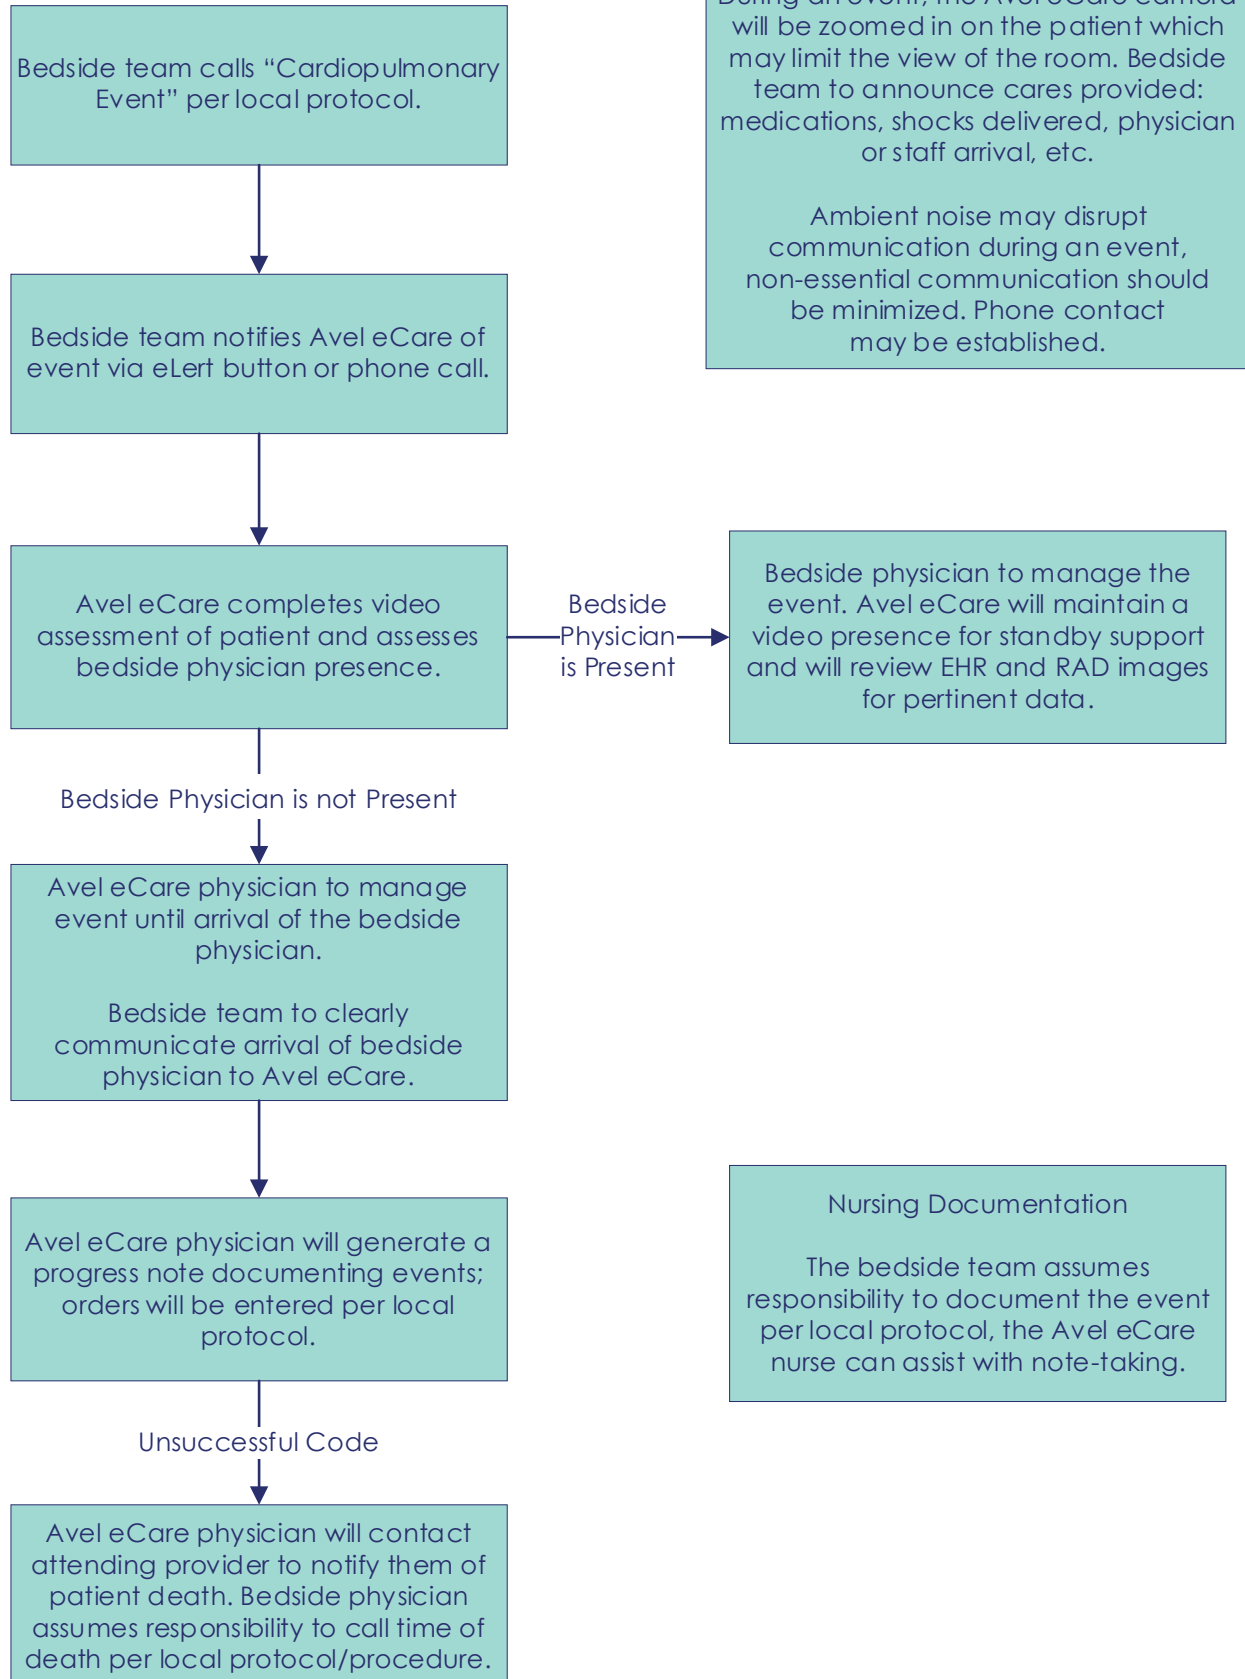 Bedside team calls “Cardiopulmonary
Event” per local protocol.
During an event, the Avel eCare camera
will be zoomed in on the patient which
may limit the view of the room. Bedside
team to announce cares provided:
medications, shocks delivered, physician
or staff arrival, etc.
Ambient noise may disrupt
communication during an event,
non-essential communication should
be minimized. Phone contact
may be established.
Bedside team notifies Avel eCare of
event via eLert button or phone call.
Avel eCare completes video
assessment of patient and assesses
bedside physician presence.
Bedside
Physician
is Present
Bedside physician to manage the
event. Avel eCare will maintain a
video presence for standby support
and will review EHR and RAD images
for pertinent data.
Bedside Physician is not Present
Avel eCare physician to manage
event until arrival of the bedside
physician.
Bedside team to clearly
communicate arrival of bedside
physician to Avel eCare.
Avel eCare physician will generate a
progress note documenting events;
orders will be entered per local
protocol.
Nursing Documentation
The bedside team assumes
responsibility to document the event
per local protocol, the Avel eCare
nurse can assist with note-taking.
Unsuccessful Code
Avel eCare physician will contact
attending provider to notify them of
patient death. Bedside physician
assumes responsibility to call time of
death per local protocol/procedure.